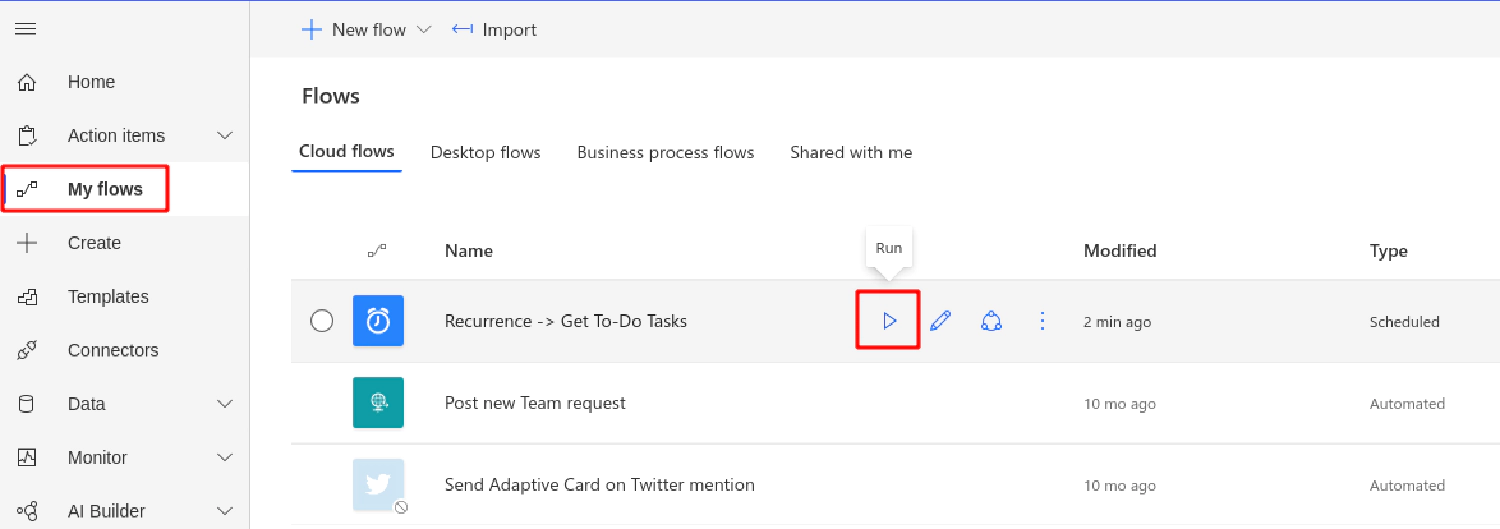 New flow
Import
Home
Action items
My flows
Create
Templates
Connectors
Data
Monitor
AI Builder
Flows
Cloud flows
Desktop flows
Business process flows
Shared with me
Name
Run
Modified
Type
Recurrence -> Get To-Do Tasks
2 min ago
Scheduled
Post new Team request
10 mo ago
Automated
Send Adaptive Card on Twitter mention
10 mo ago
Automated